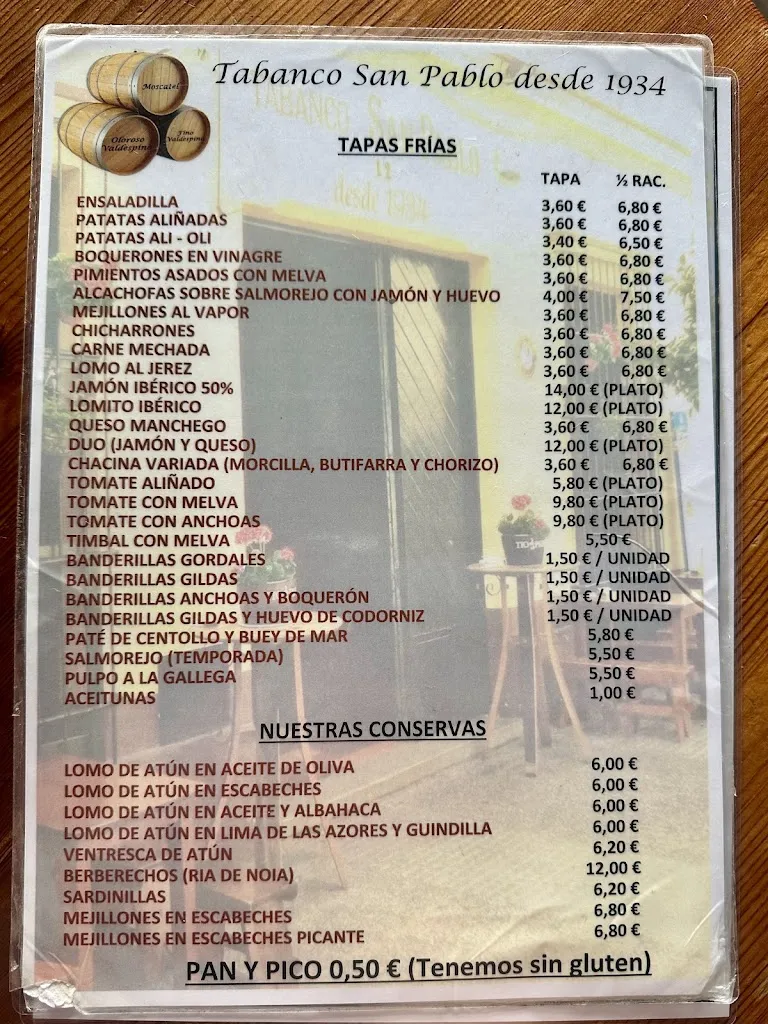 Moscatel
Oloroso
Valdespino
Fino
Valdespino
Tabanco San Pablo desde 1934
TAPAS FRÍAS
TAPA ½ RAC.
ENSALADILLA 3,60 € 6,80 €
PATATAS ALIÑADAS 3,60 € 6,80 €
PATATAS ALI - OLI 3,40 € 6,50 €
BOQUERONES EN VINAGRE 3,60 € 6,80 €
PIMIENTOS ASADOS CON MELVA 3,60 € 6,80 €
ALCACHOFAS SOBRE SALMOREJO CON JAMÓN Y HUEVO 4,00 € 7,50 €
MEJILLONES AL VAPOR 3,60 € 6,80 €
CHICHARRONES 3,60 € 6,80 €
CARNE MECHADA 3,60 € 6,80 €
LOMO AL JEREZ 3,60 € 6,80 €
JAMÓN IBÉRICO 50% 14,00 € (PLATO)
LOMITO IBÉRICO 12,00 € (PLATO)
QUESO MANCHEGO 3,60 € 6,80 €
DUO (JAMÓN Y QUESO) 12,00 € (PLATO)
CHACINA VARIADA (MORCILLA, BUTIFARRA Y CHORIZO) 3,60 € 6,80 €
TOMATE ALIÑADO 5,80 € (PLATO)
TOMATE CON MELVA 9,80 € (PLATO)
TOMATE CON ANCHOAS 9,80 € (PLATO)
TIMBAL CON MELVA 5,50 €
BANDERILLAS GORDALES 1,50 € / UNIDAD
BANDERILLAS GILDAS 1,50 € / UNIDAD
BANDERILLAS ANCHOAS Y BOQUERÓN 1,50 € / UNIDAD
BANDERILLAS GILDAS Y HUEVO DE CODORNIZ 1,50 € / UNIDAD
PATÉ DE CENTOLLO Y BUEY DE MAR 5,80 €
SALMOREJO (TEMPORADA) 5,50 €
PULPO A LA GALLEGA 5,50 €
ACEITUNAS 1,00 €
NUESTRAS CONSERVAS
LOMO DE ATÚN EN ACEITE DE OLIVA 6,00 €
LOMO DE ATÚN EN ESCABECHES 6,00 €
LOMO DE ATÚN EN ACEITE Y ALBAHACA 6,00 €
LOMO DE ATÚN EN LIMA DE LAS AZORES Y GUINDILLA 6,00 €
VENTRESCA DE ATÚN 6,20 €
BERBERECHOS (RIA DE NOIA) 12,00 €
SARDINILLAS 6,20 €
MEJILLONES EN ESCABECHES 6,80 €
MEJILLONES EN ESCABECHES PICANTE 6,80 €
PAN Y PICO 0,50 € (Tenemos sin gluten)